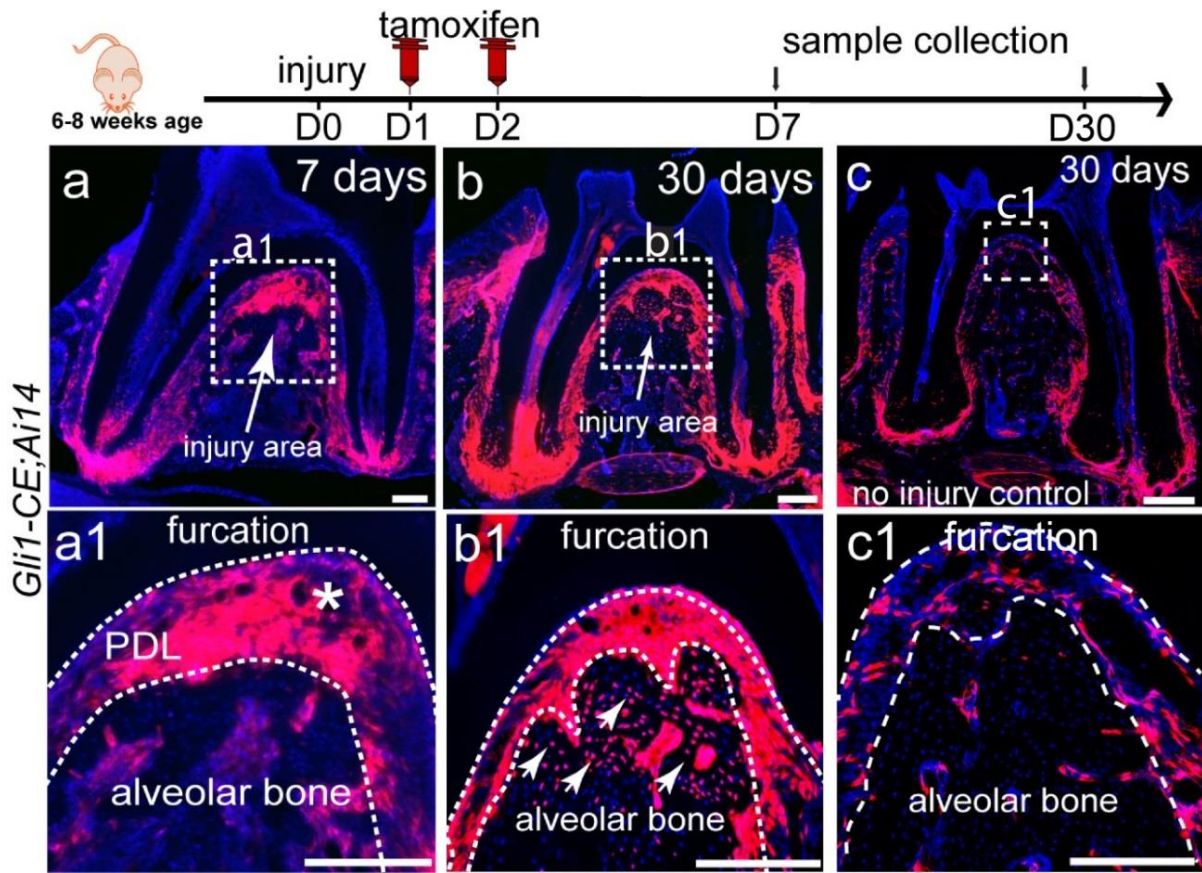 tamoxifen
injury
sample collection
6-8 weeks age
D0
D1
D2
D7
D30
Gli1-CE;Ai14
a
7 days
a1
injury area
b
30 days
b1
injury area
c
30 days
c1
no injury control
a1
furcation
*
PDL
alveolar bone
b1
furcation
alveolar bone
c1
furcation
alveolar bone